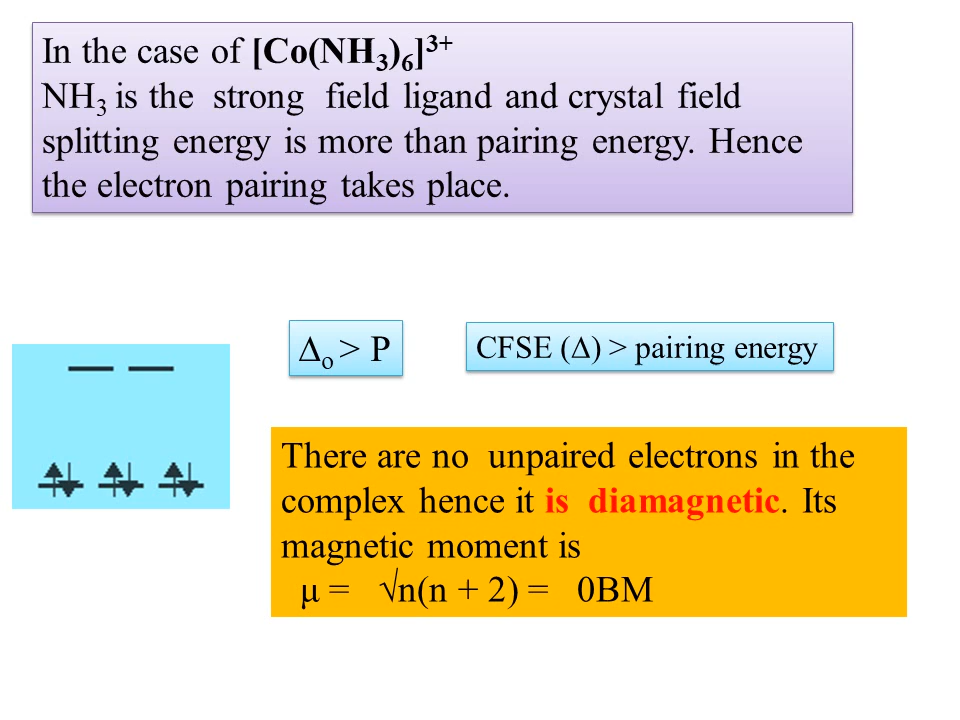 In the case of [Co(NH₃)₆]³⁺
NH₃ is the strong field ligand and crystal field
splitting energy is more than pairing energy. Hence
the electron pairing takes place.
Δₒ > P
CFSE (Δ) > pairing energy
There are no unpaired electrons in the
complex hence it is diamagnetic. Its
magnetic moment is
μ = √n(n + 2) = 0BM